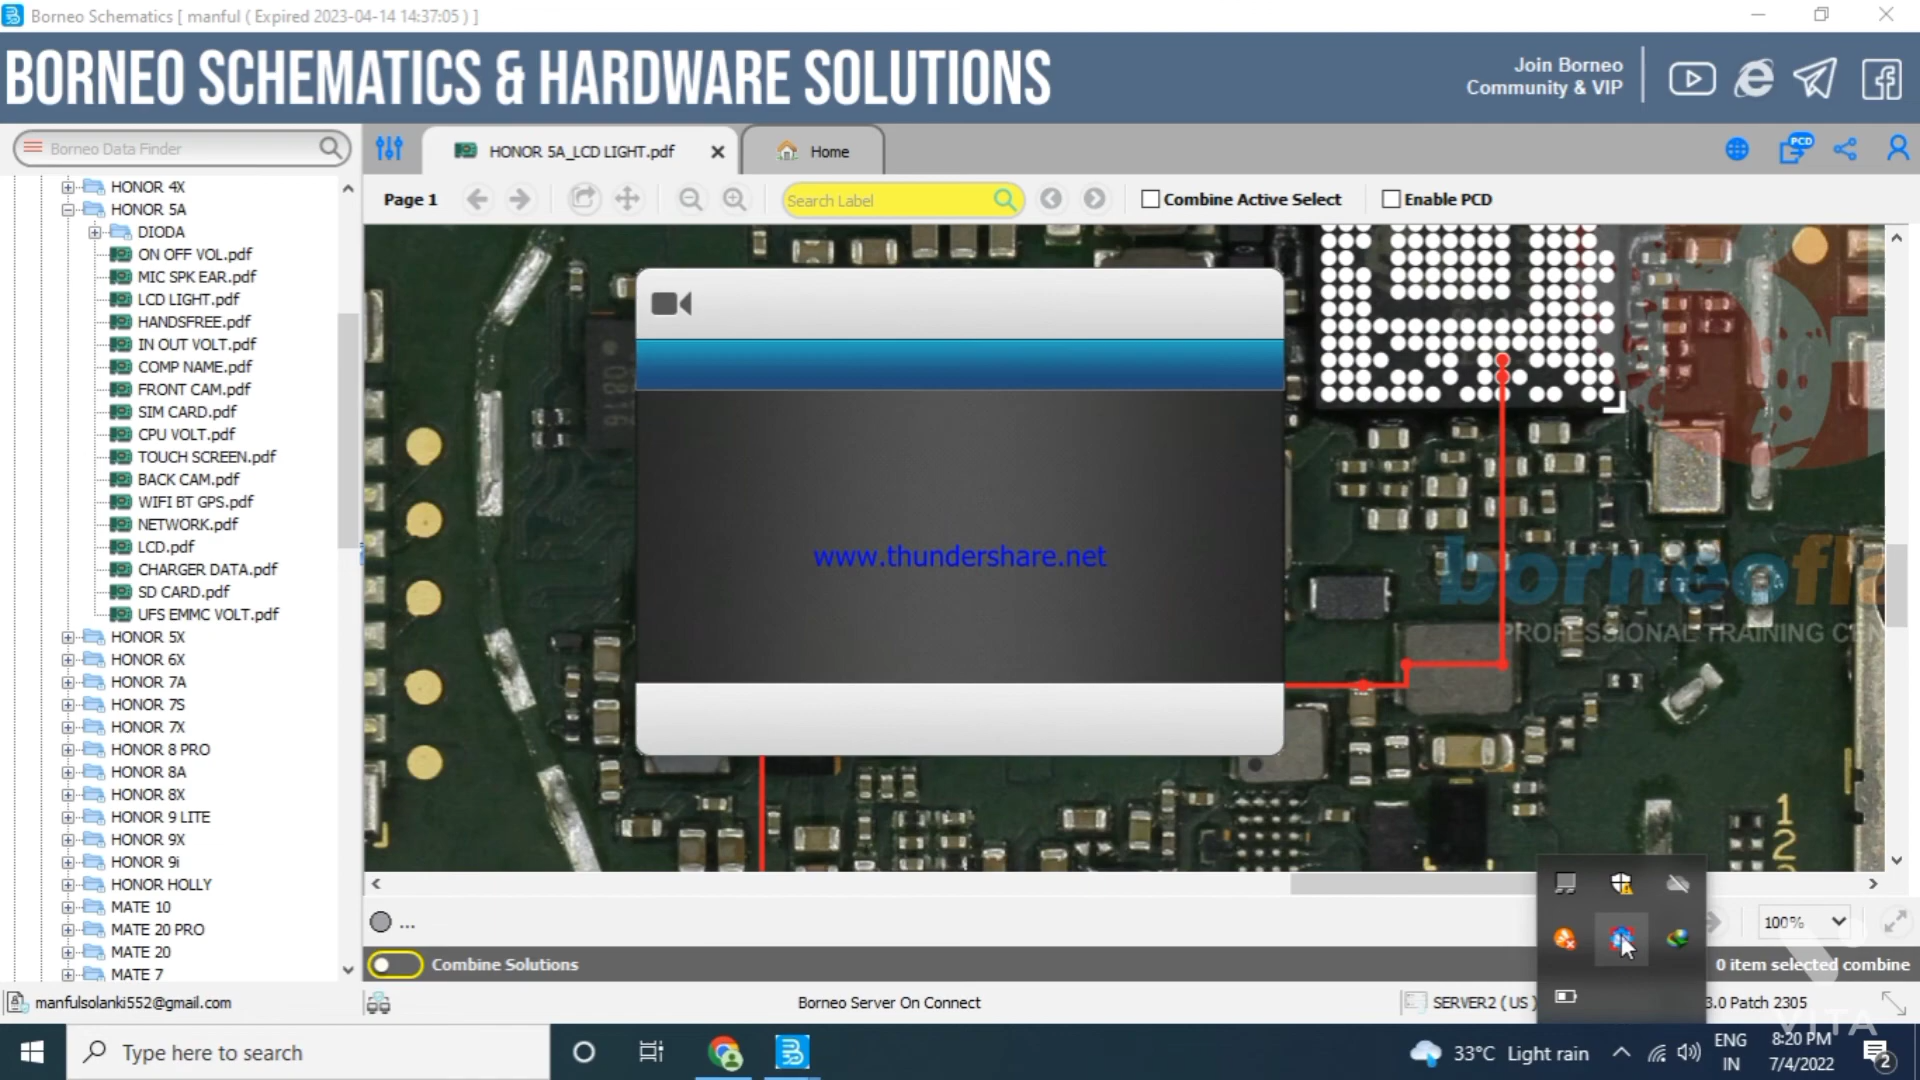 Borneo Schematics [ manful ( Expired 2023-04-14 14:37:05 ) ]
BORNEO SCHEMATICS & HARDWARE SOLUTIONS
Join Borneo
Community & VIP
Borneo Data Finder
HONOR 5A_LCD LIGHT.pdf
Home
PCD
Page 1
Search Label
Combine Active Select
Enable PCD
HONOR 4X
HONOR 5A
DIODA
ON OFF VOL.pdf
MIC SPK EAR.pdf
LCD LIGHT.pdf
HANDSFREE.pdf
IN OUT VOLT.pdf
COMP NAME.pdf
FRONT CAM.pdf
SIM CARD.pdf
CPU VOLT.pdf
TOUCH SCREEN.pdf
BACK CAM.pdf
WIFI BT GPS.pdf
NETWORK.pdf
LCD.pdf
CHARGER DATA.pdf
SD CARD.pdf
UFS EMMC VOLT.pdf
HONOR 5X
HONOR 6X
HONOR 7A
HONOR 7S
HONOR 7X
HONOR 8 PRO
HONOR 8A
HONOR 8X
HONOR 9 LITE
HONOR 9X
HONOR 9i
HONOR HOLLY
MATE 10
MATE 20 PRO
MATE 20
MATE 7
www.thundershare.net
borneofla
PROFESSIONAL TRAINING CEN
1
2
...
100%
Combine Solutions
0 item selected combine
manfulsolanki552@gmail.com
Borneo Server On Connect
SERVER2 ( US )
3.0 Patch 2305
VITA
Type here to search
33°C Light rain
ENG
IN
8:20 PM
7/4/2022
2